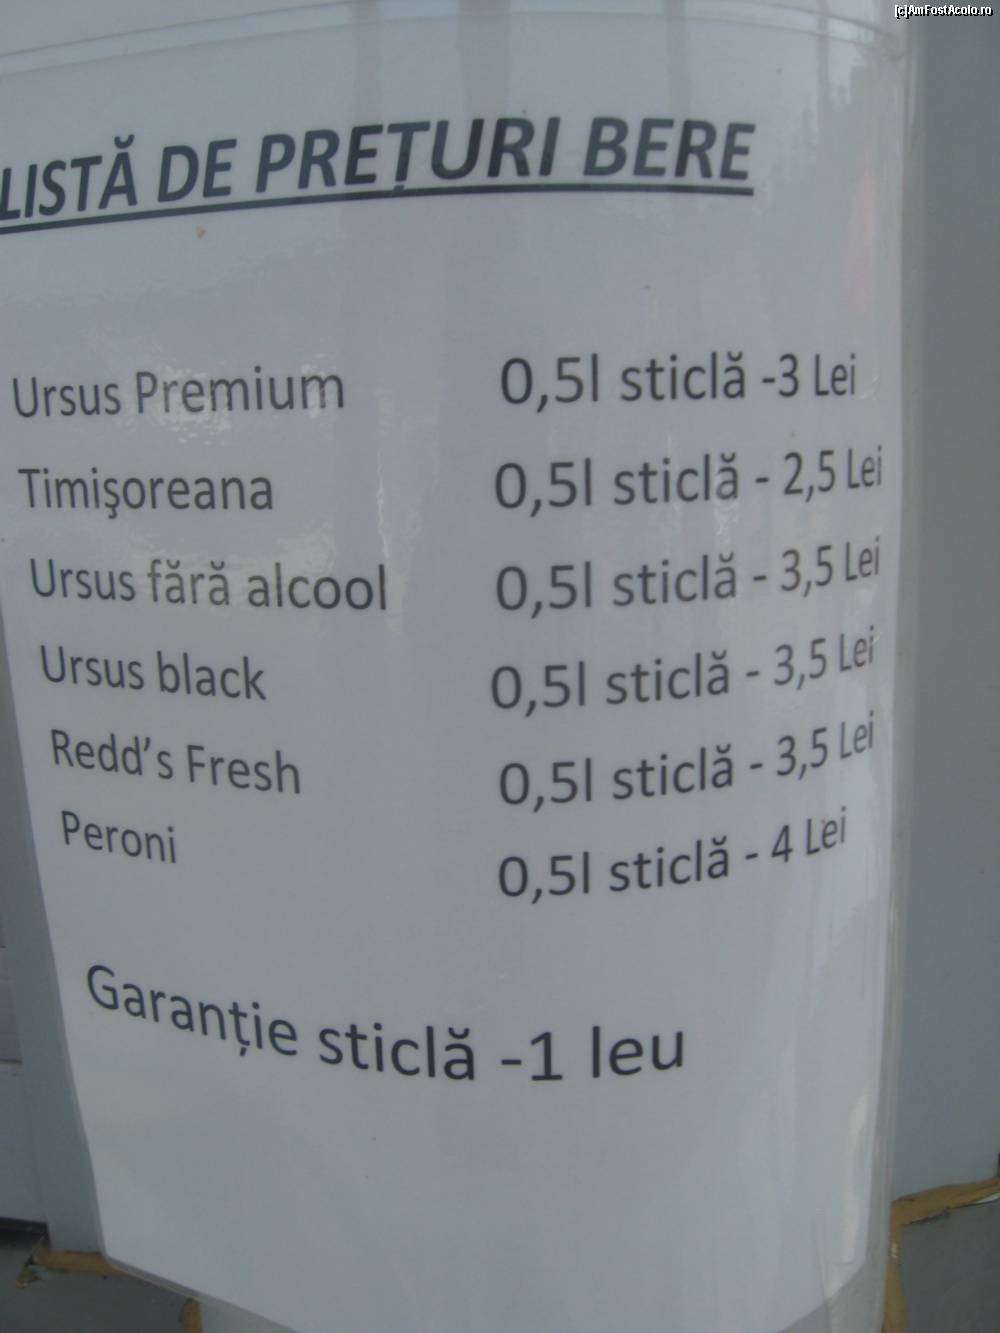 [c]AmFostAcolo.ro
LISTĂ DE PREȚURI BERE
Ursus Premium 0,5l sticlă -3 Lei
Timişoreana 0,5l sticlă - 2,5 Lei
Ursus fără alcool 0,5l sticlă - 3,5 Lei
Ursus black 0,5l sticlă - 3,5 Lei
Redd’s Fresh 0,5l sticlă - 3,5 Lei
Peroni 0,5l sticlă - 4 Lei
Garanție sticlă -1 leu